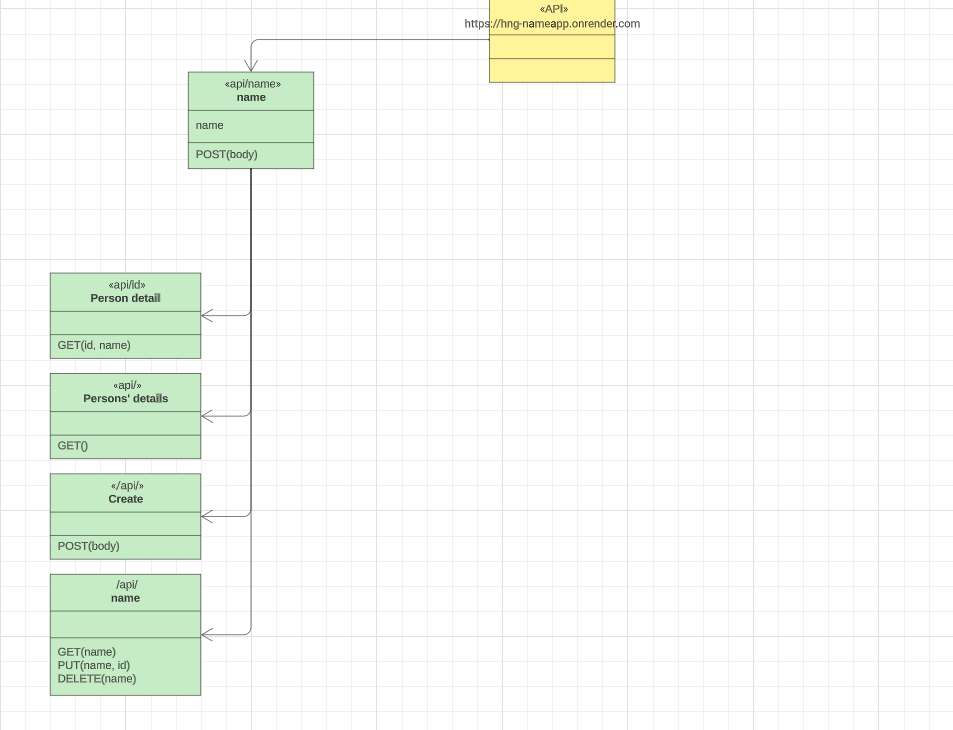 «API»
https://hng-nameapp.onrender.com
«api/name»
name
name
POST(body)
«api/Id»
Person detail
GET(id, name)
«api/»
Persons' details
GET()
«/api/»
Create
POST(body)
/api/
name
GET(name)
PUT(name, id)
DELETE(name)